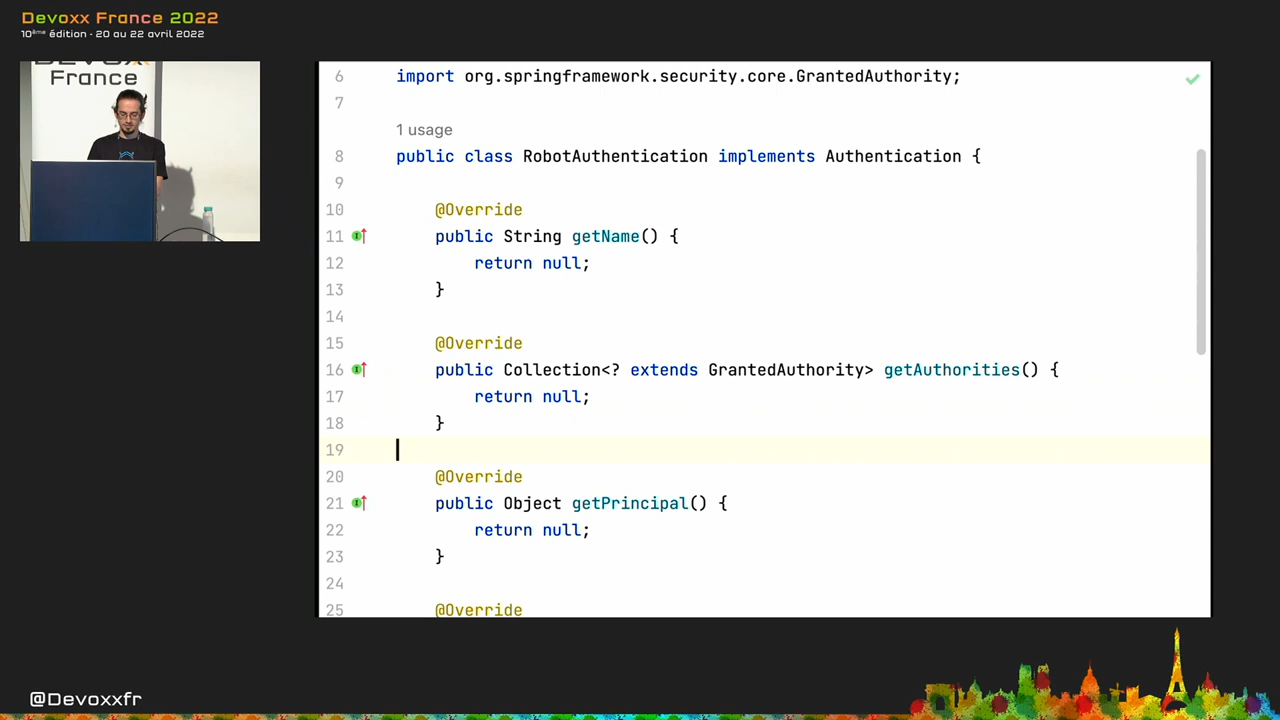 Devoxx France 2022
10ème édition - 20 au 22 avril 2022
DEVOXX
France
6 import org.springframework.security.core.GrantedAuthority;
7
1 usage
8 public class RobotAuthentication implements Authentication {
9
10 @Override
11 public String getName() {
12 return null;
13 }
14
15 @Override
16 public Collection<? extends GrantedAuthority> getAuthorities() {
17 return null;
18 }
19
20 @Override
21 public Object getPrincipal() {
22 return null;
23 }
24
25 @Override
@Devoxxfr